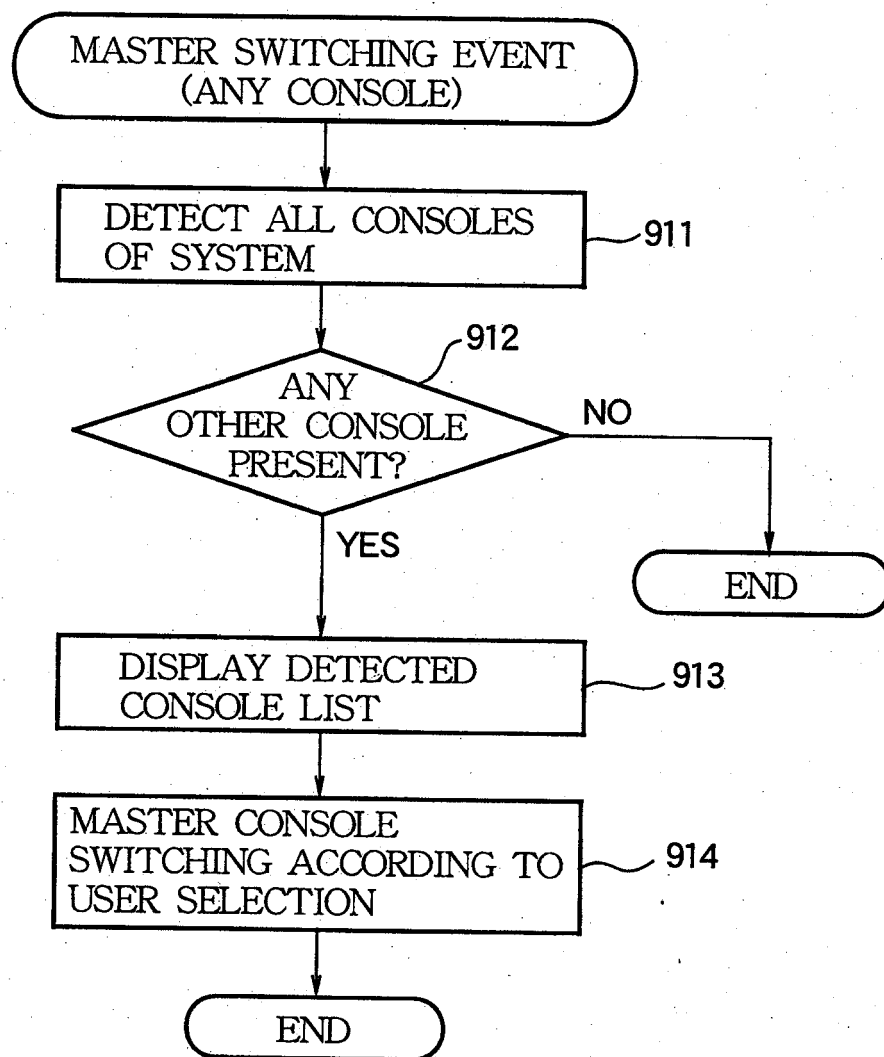 MASTER SWITCHING EVENT
(ANY CONSOLE)
DETECT ALL CONSOLES
OF SYSTEM
911
912
ANY
OTHER CONSOLE
PRESENT?
NO
YES
END
DISPLAY DETECTED
CONSOLE LIST
913
MASTER CONSOLE
SWITCHING ACCORDING TO
USER SELECTION
914
END